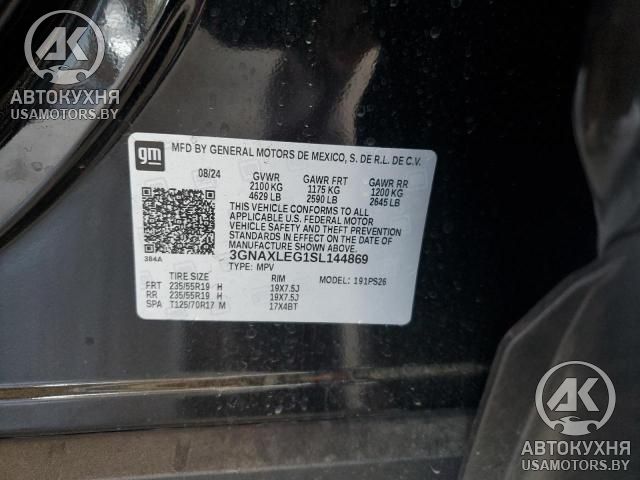 AK
АВТОКУХНЯ
USAMOTORS.BY
gm MFD BY GENERAL MOTORS DE MEXICO, S. DE R.L. DE C.V.
08/24 GVWR GAWR FRT GAWR RR
2100 KG 1175 KG 1200 KG
4629 LB 2590 LB 2645 LB
THIS VEHICLE CONFORMS TO ALL
APPLICABLE U.S. FEDERAL MOTOR
VEHICLE SAFETY AND THEFT PREVENTION
STANDARDS IN EFFECT ON THE DATE OF
MANUFACTURE SHOWN ABOVE.
384A 3GNAXLEG1SL144869
TYPE: MPV MODEL: 191PS26
TIRE SIZE RIM
FRT 235/55R19 H 19X7.5J
RR 235/55R19 H 19X7.5J
SPA T125/70R17 M 17X4BT
AK
АВТОКУХНЯ
USAMOTORS.BY